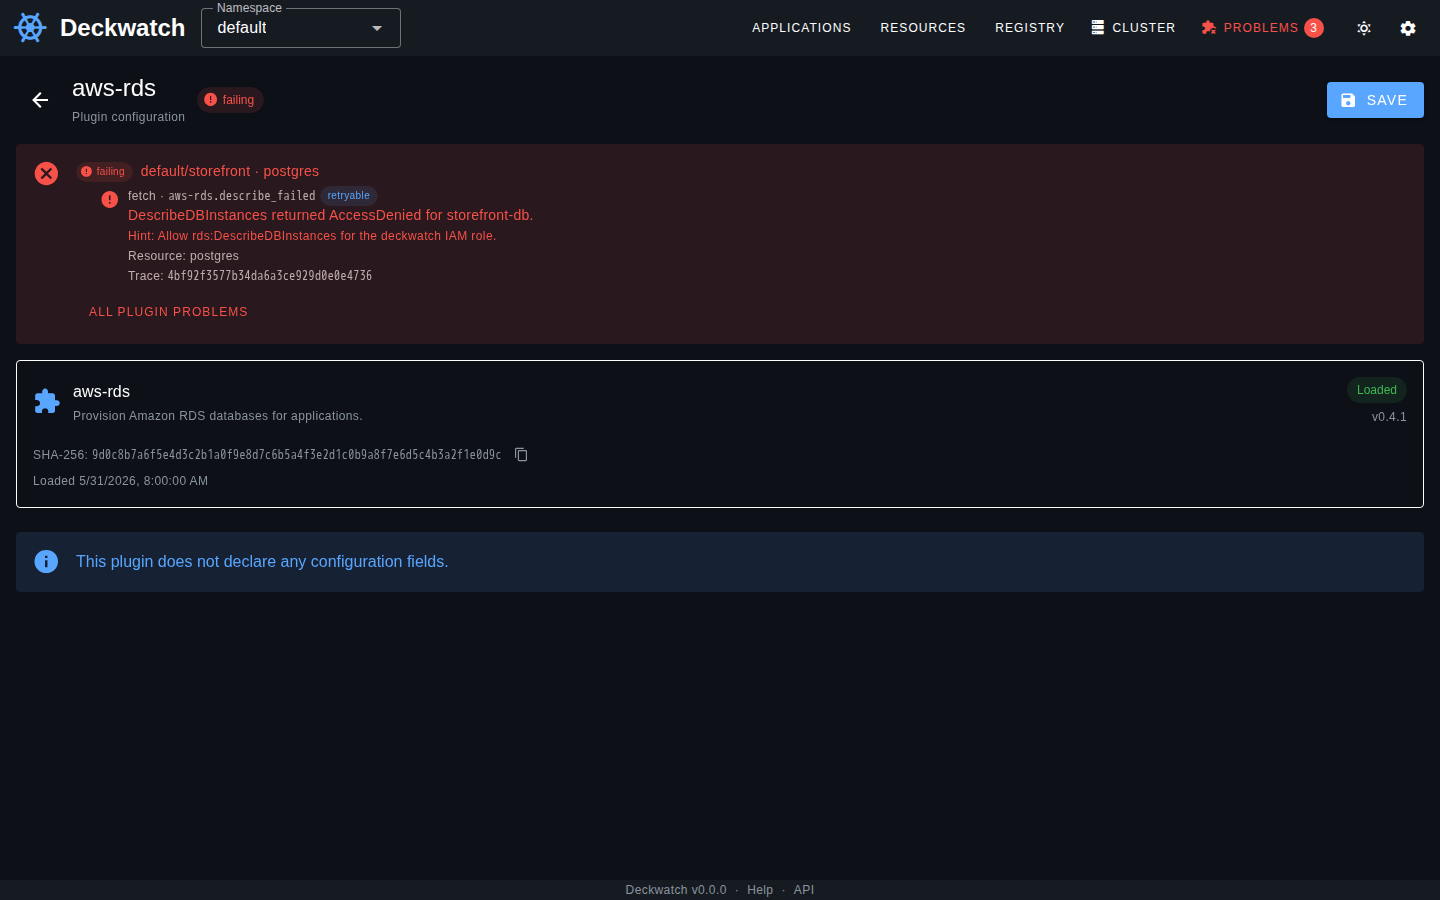 Deckwatch
Namespace
default
APPLICATIONS
RESOURCES
REGISTRY
CLUSTER
PROBLEMS 3
aws-rds
Plugin configuration
failing
SAVE
failing default/storefront · postgres
fetch · aws-rds.describe_failed retryable
DescribeDBInstances returned AccessDenied for storefront-db.
Hint: Allow rds:DescribeDBInstances for the deckwatch IAM role.
Resource: postgres
Trace: 4bf92f3577b34da6a3ce929d0e0e4736
ALL PLUGIN PROBLEMS
aws-rds
Provision Amazon RDS databases for applications.
Loaded
v0.4.1
SHA-256: 9d0c8b7a6f5e4d3c2b1a0f9e8d7c6b5a4f3e2d1c0b9a8f7e6d5c4b3a2f1e0d9c
Loaded 5/31/2026, 8:00:00 AM
This plugin does not declare any configuration fields.
Deckwatch v0.0.0 · Help · API